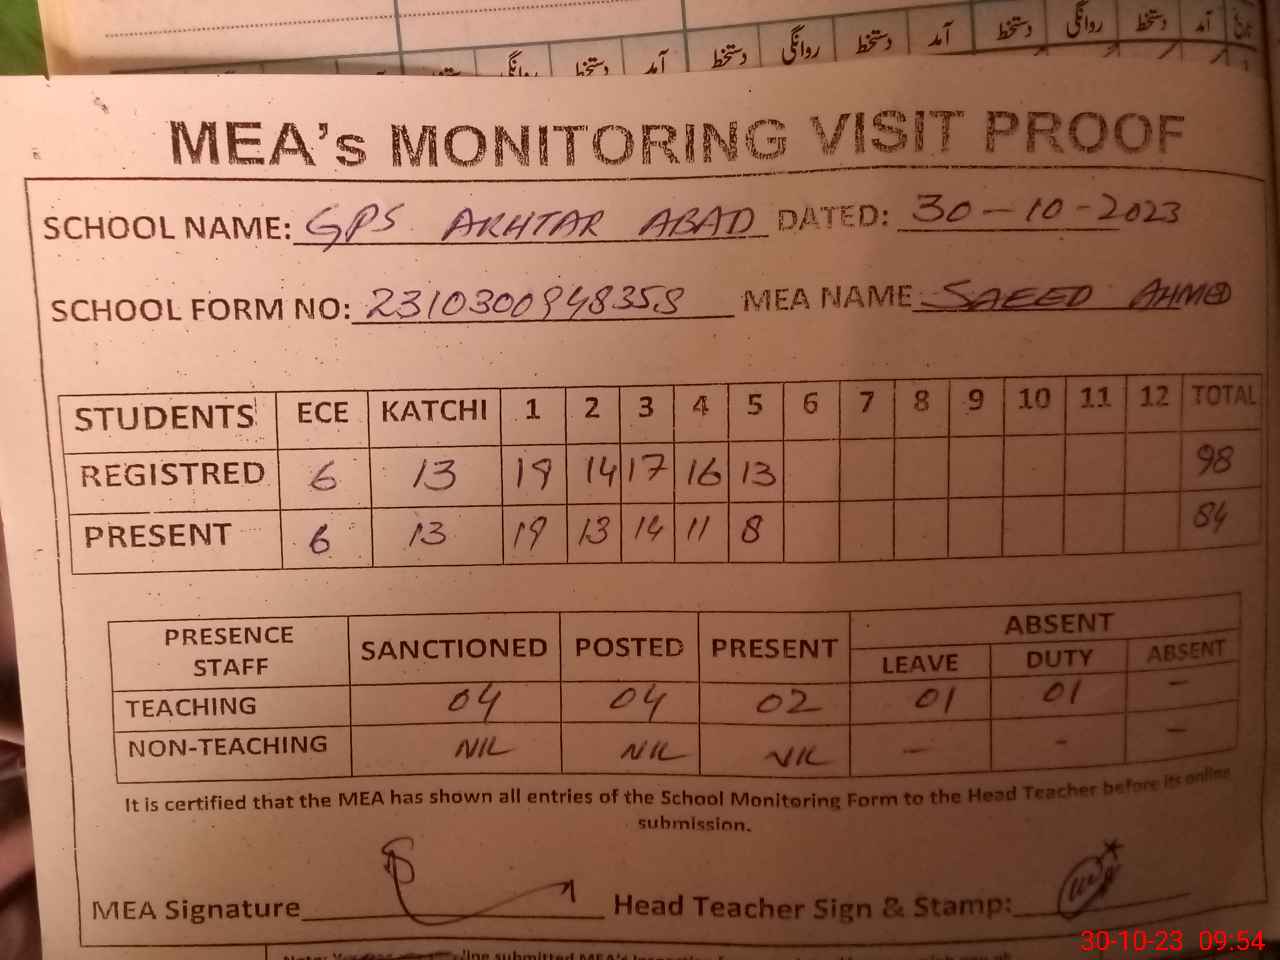 آمد دستخط روانگی دستخط آمد دستخط روانگی دستخط آمد دستخط روانگی
MEA's MONITORING VISIT PROOF
SCHOOL NAME: GPS AKHTAR ABAD DATED: 30-10-2023
SCHOOL FORM NO: 2310300948358 MEA NAME SAEED AHMED
STUDENTS ECE KATCHI 1 2 3 4 5 6 7 8 9 10 11 12 TOTAL
REGISTRED 6 13 19 14 17 16 13 98
PRESENT 6 13 19 13 14 11 8 84
PRESENCE STAFF SANCTIONED POSTED PRESENT ABSENT
LEAVE DUTY ABSENT
TEACHING 04 04 02 01 01 -
NON-TEACHING NIL NIL NIL - - -
It is certified that the MEA has shown all entries of the School Monitoring Form to the Head Teacher before its online
submission.
MEA Signature Head Teacher Sign & Stamp:
30-10-23 09:54